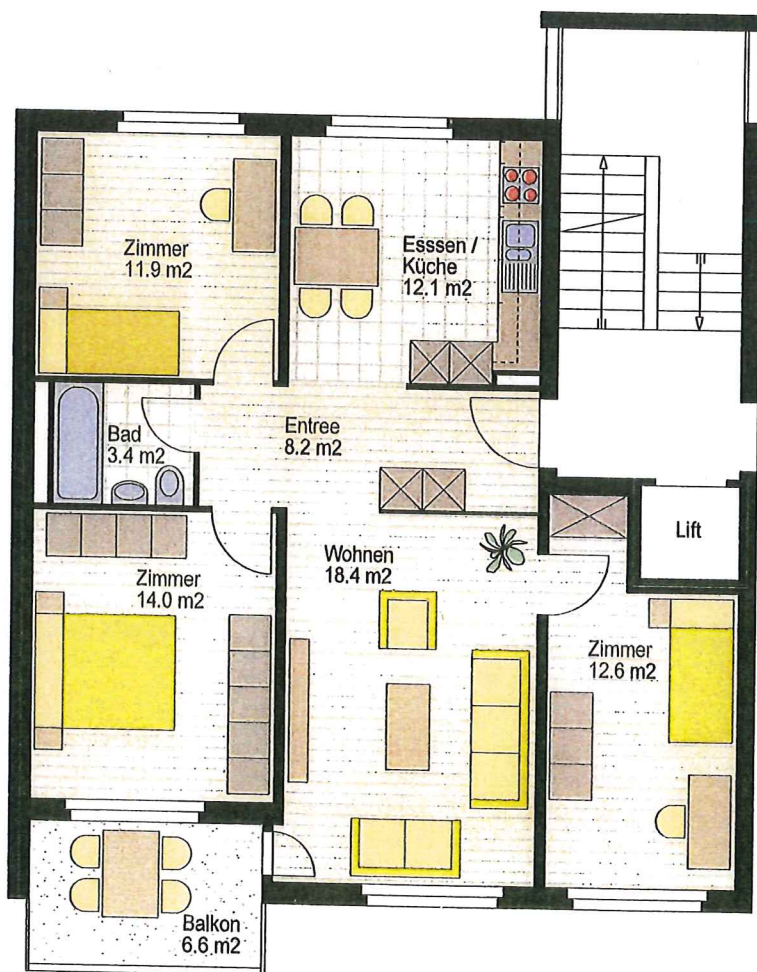 Zimmer
11.9 m2
Esssen /
Küche
12.1 m2
Bad
3.4 m2
Entree
8.2 m2
Lift
Zimmer
14.0 m2
Wohnen
18.4 m2
Zimmer
12.6 m2
Balkon
6.6 m2